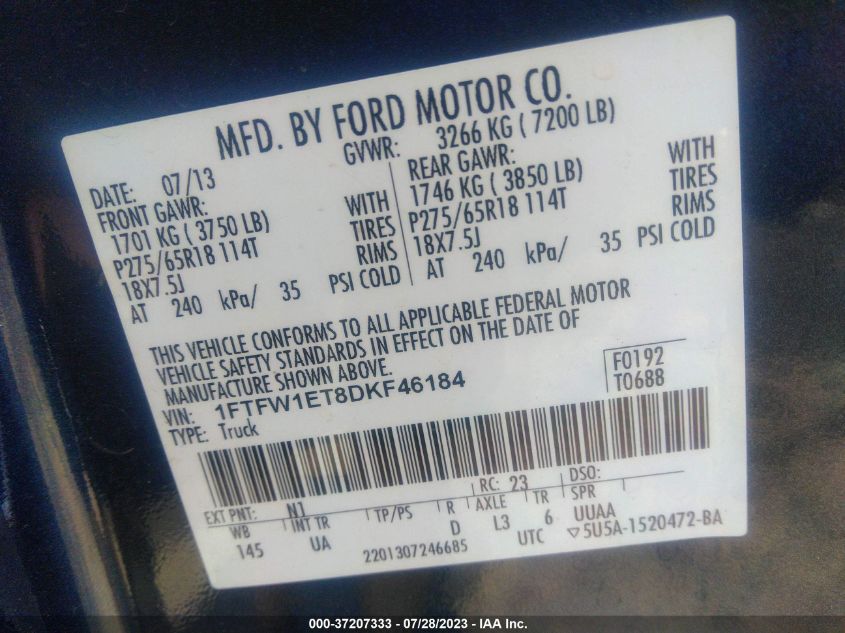 MFD. BY FORD MOTOR CO.
DATE: 07/13 GVWR: 3266 KG ( 7200 LB)
FRONT GAWR: REAR GAWR:
1701 KG ( 3750 LB) WITH 1746 KG ( 3850 LB) WITH
P275/65R18 114T TIRES P275/65R18 114T TIRES
18X7.5J RIMS 18X7.5J RIMS
AT 240 kPa/ 35 PSI COLD AT 240 kPa/ 35 PSI COLD
THIS VEHICLE CONFORMS TO ALL APPLICABLE FEDERAL MOTOR
VEHICLE SAFETY STANDARDS IN EFFECT ON THE DATE OF
MANUFACTURE SHOWN ABOVE.
VIN: 1FTFW1ET8DKF46184
TYPE: Truck
F0192
T0688
EXT PNT: N1 RC: 23 DSO:
WB INT TR TP/PS R AXLE TR SPR
145 UA D L3 6 UUAA
2201307246685 UTC ▽5U5A-1520472-BA
000-37207333 / 07/28/2023 - IAA Inc.